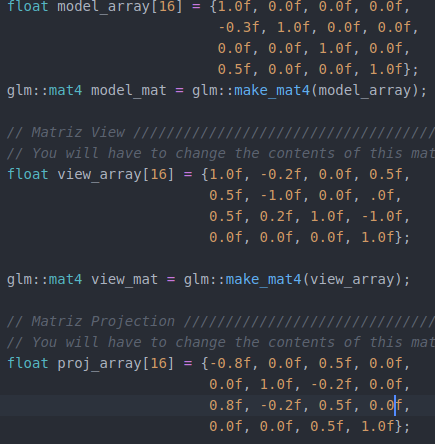 float model_array[16] = {1.0f, 0.0f, 0.0f, 0.0f,
-0.3f, 1.0f, 0.0f, 0.0f,
0.0f, 0.0f, 1.0f, 0.0f,
0.5f, 0.0f, 0.0f, 1.0f};
glm::mat4 model_mat = glm::make_mat4(model_array);
// Matriz View ////////////////////////////////////
// You will have to change the contents of this mat
float view_array[16] = {1.0f, -0.2f, 0.0f, 0.5f,
0.5f, -1.0f, 0.0f, .0f,
0.5f, 0.2f, 1.0f, -1.0f,
0.0f, 0.0f, 0.0f, 1.0f};
glm::mat4 view_mat = glm::make_mat4(view_array);
// Matriz Projection //////////////////////////////
// You will have to change the contents of this mat
float proj_array[16] = {-0.8f, 0.0f, 0.5f, 0.0f,
0.0f, 1.0f, -0.2f, 0.0f,
0.8f, -0.2f, 0.5f, 0.0f,
0.0f, 0.0f, 0.5f, 1.0f};